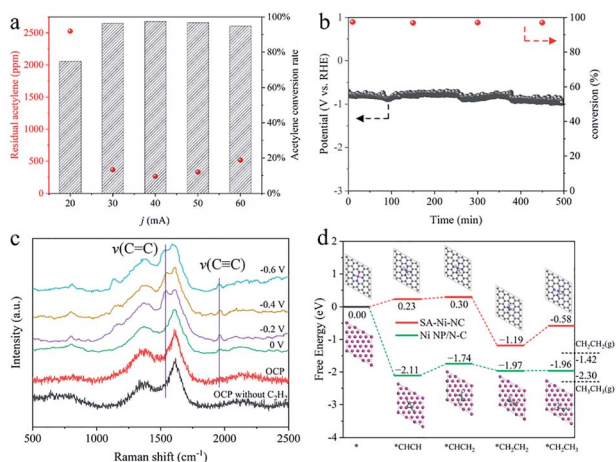 a
Residual acetylene (ppm)
2500
2000
1500
1000
500
0
100%
80%
60%
40%
20%
0%
Acetylene conversion rate
20 30 40 50 60
j (mA)
b
Potential (V vs. RHE)
1
0
-1
-2
-3
100
80
60
40
20
0
conversion (%)
0 100 200 300 400 500
Time (min)
c
ν(C=C)
ν(C≡C)
-0.6 V
-0.4 V
-0.2 V
0 V
OCP
OCP without C₂H₂
Intensity (a.u.)
500 1000 1500 2000 2500
Raman shift (cm⁻¹)
d
Free Energy (eV)
2
1
0
-1
-2
-3
-4
0.00
0.23
0.30
-1.19
-0.58
SA-Ni-NC
Ni NP/N-C
CH₂CH₂(g)
-1.42
-2.30
CH₃CH₃(g)
-2.11
-1.74
-1.97
-1.96
* *CHCH *CHCH₂ *CH₂CH₂ *CH₂CH₃